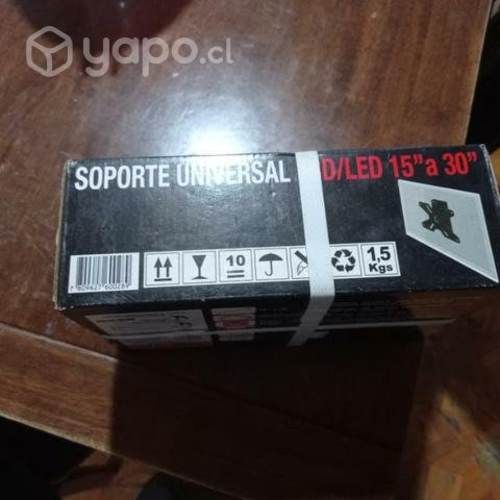 yapo.cl
SOPORTE UNIVERSAL D/LED 15" a 30"
10
1,5
Kgs